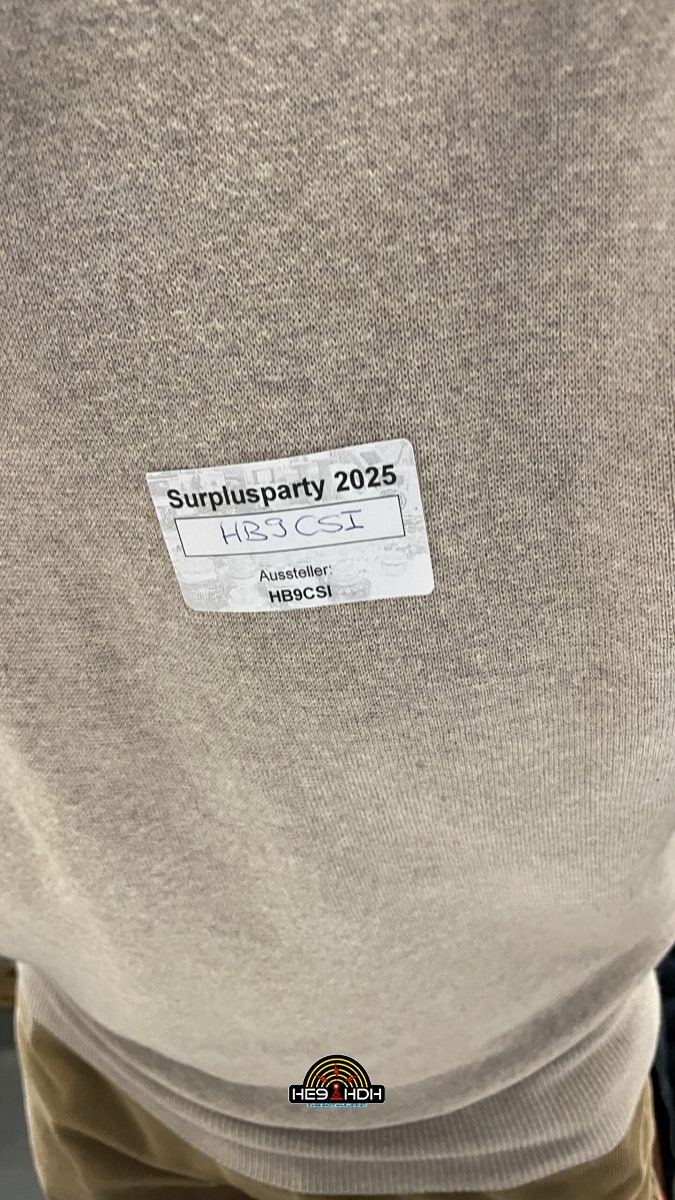 Surplusparty 2025
HB9CSI
Aussteller:
HB9CSI
HE9HDH